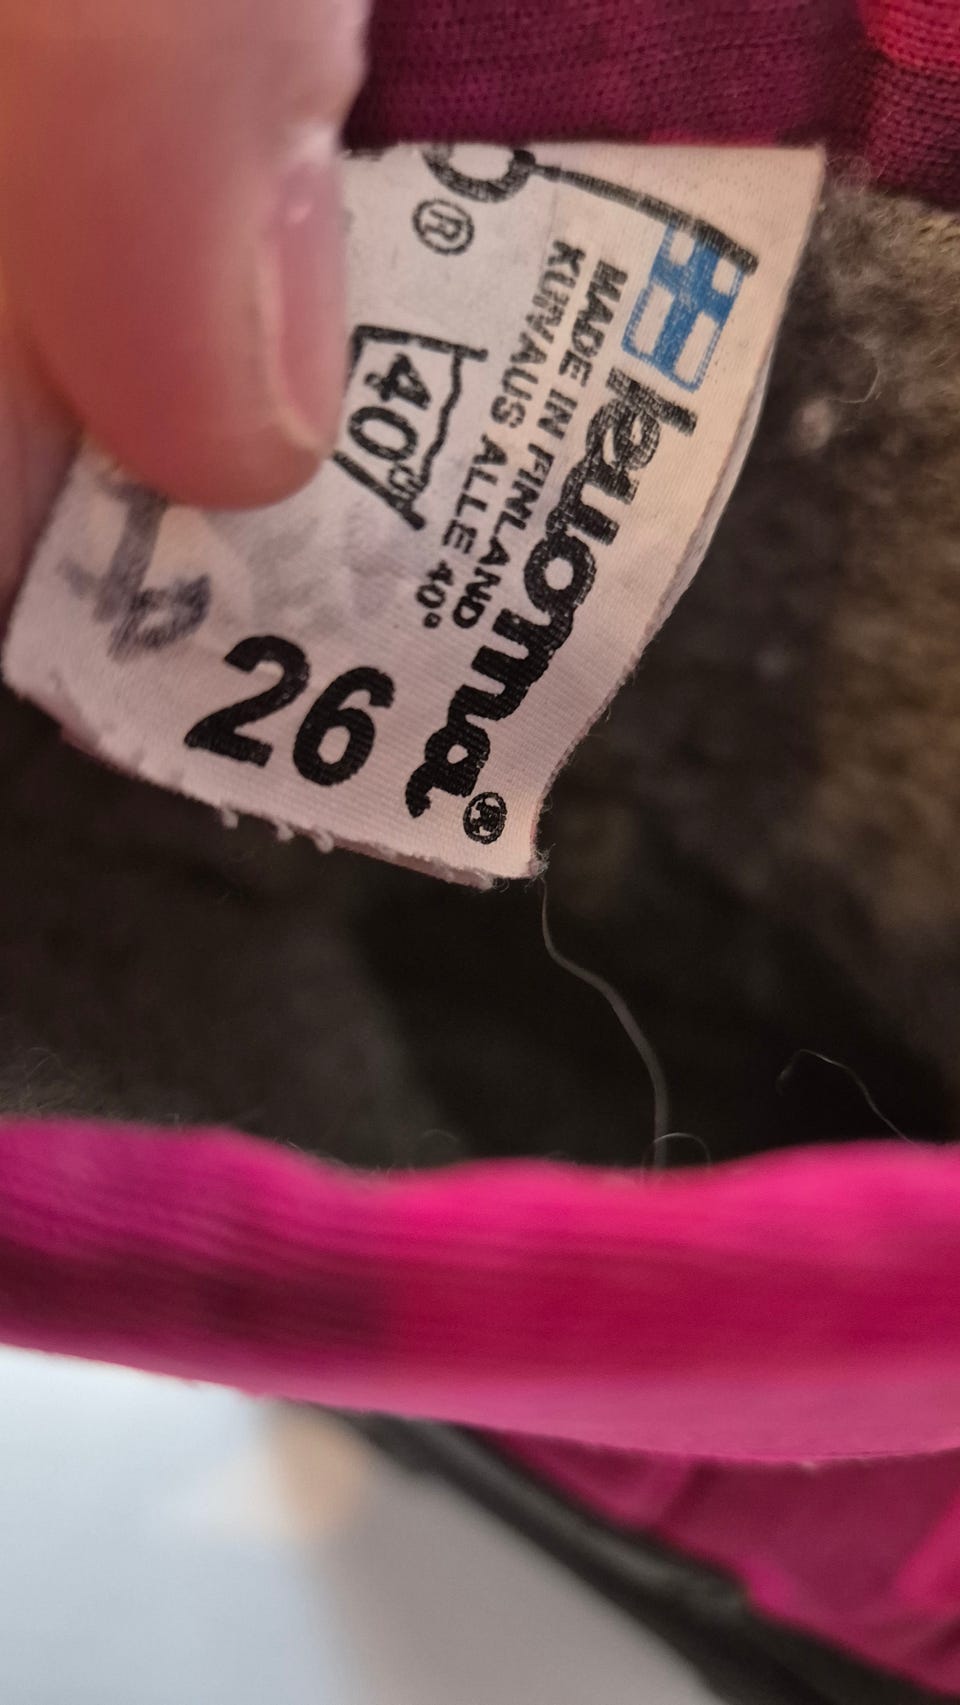 kuoma®
MADE IN FINLAND
KUIVAUS ALLE 40°
40°
®
26